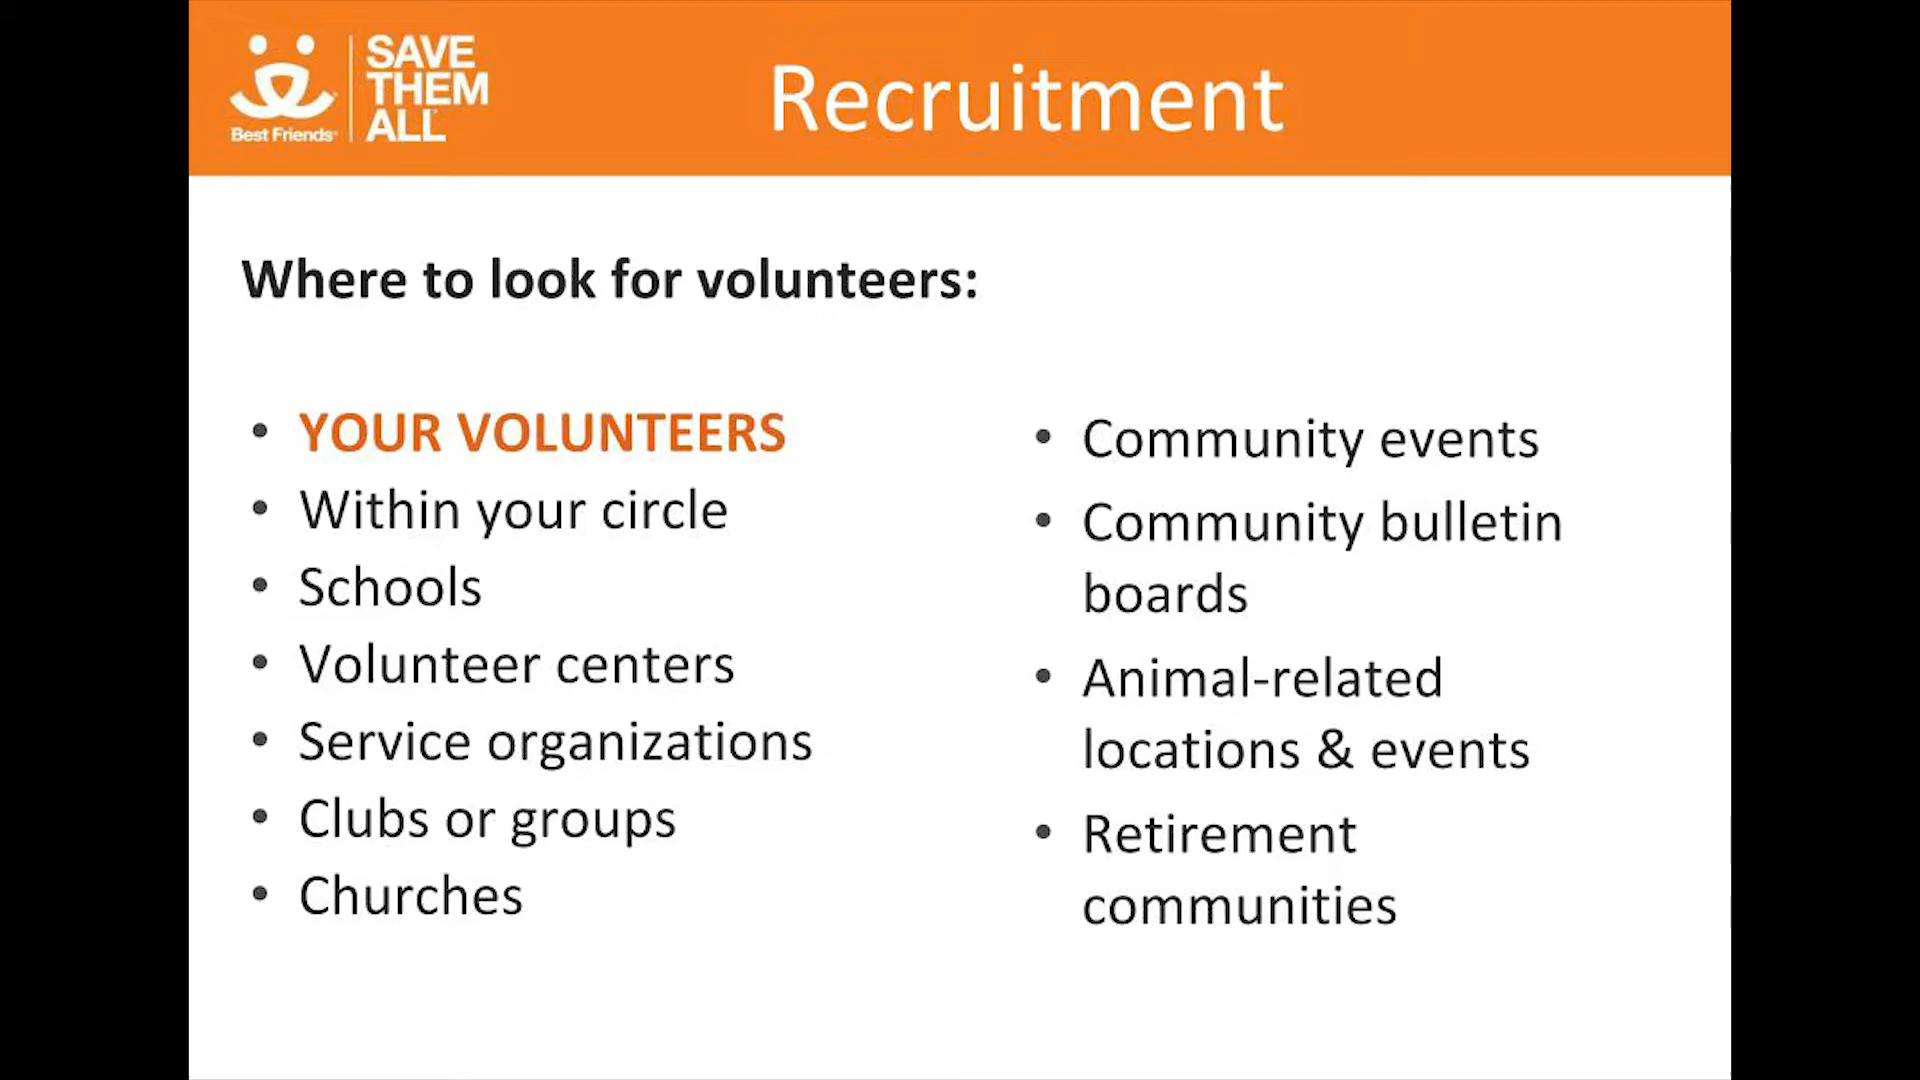 Best Friends
SAVE
THEM
ALL
Recruitment
Where to look for volunteers:
• YOUR VOLUNTEERS
• Within your circle
• Schools
• Volunteer centers
• Service organizations
• Clubs or groups
• Churches
• Community events
• Community bulletin
boards
• Animal-related
locations & events
• Retirement
communities